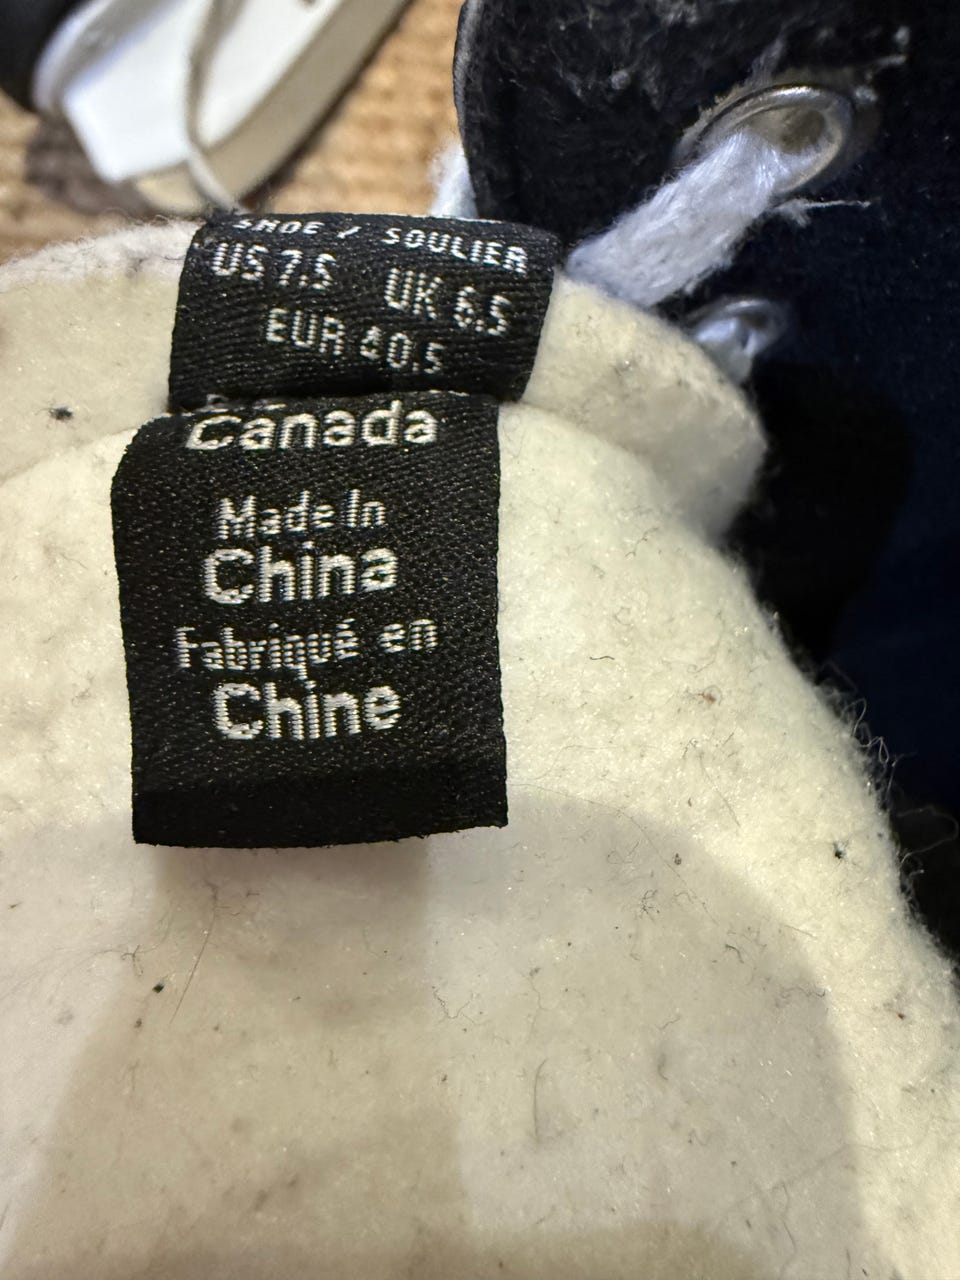 SHOE / SOULIER
US 7.5 UK 6.5
EUR 40.5
Canada
Made In
China
Fabriqué en
Chine